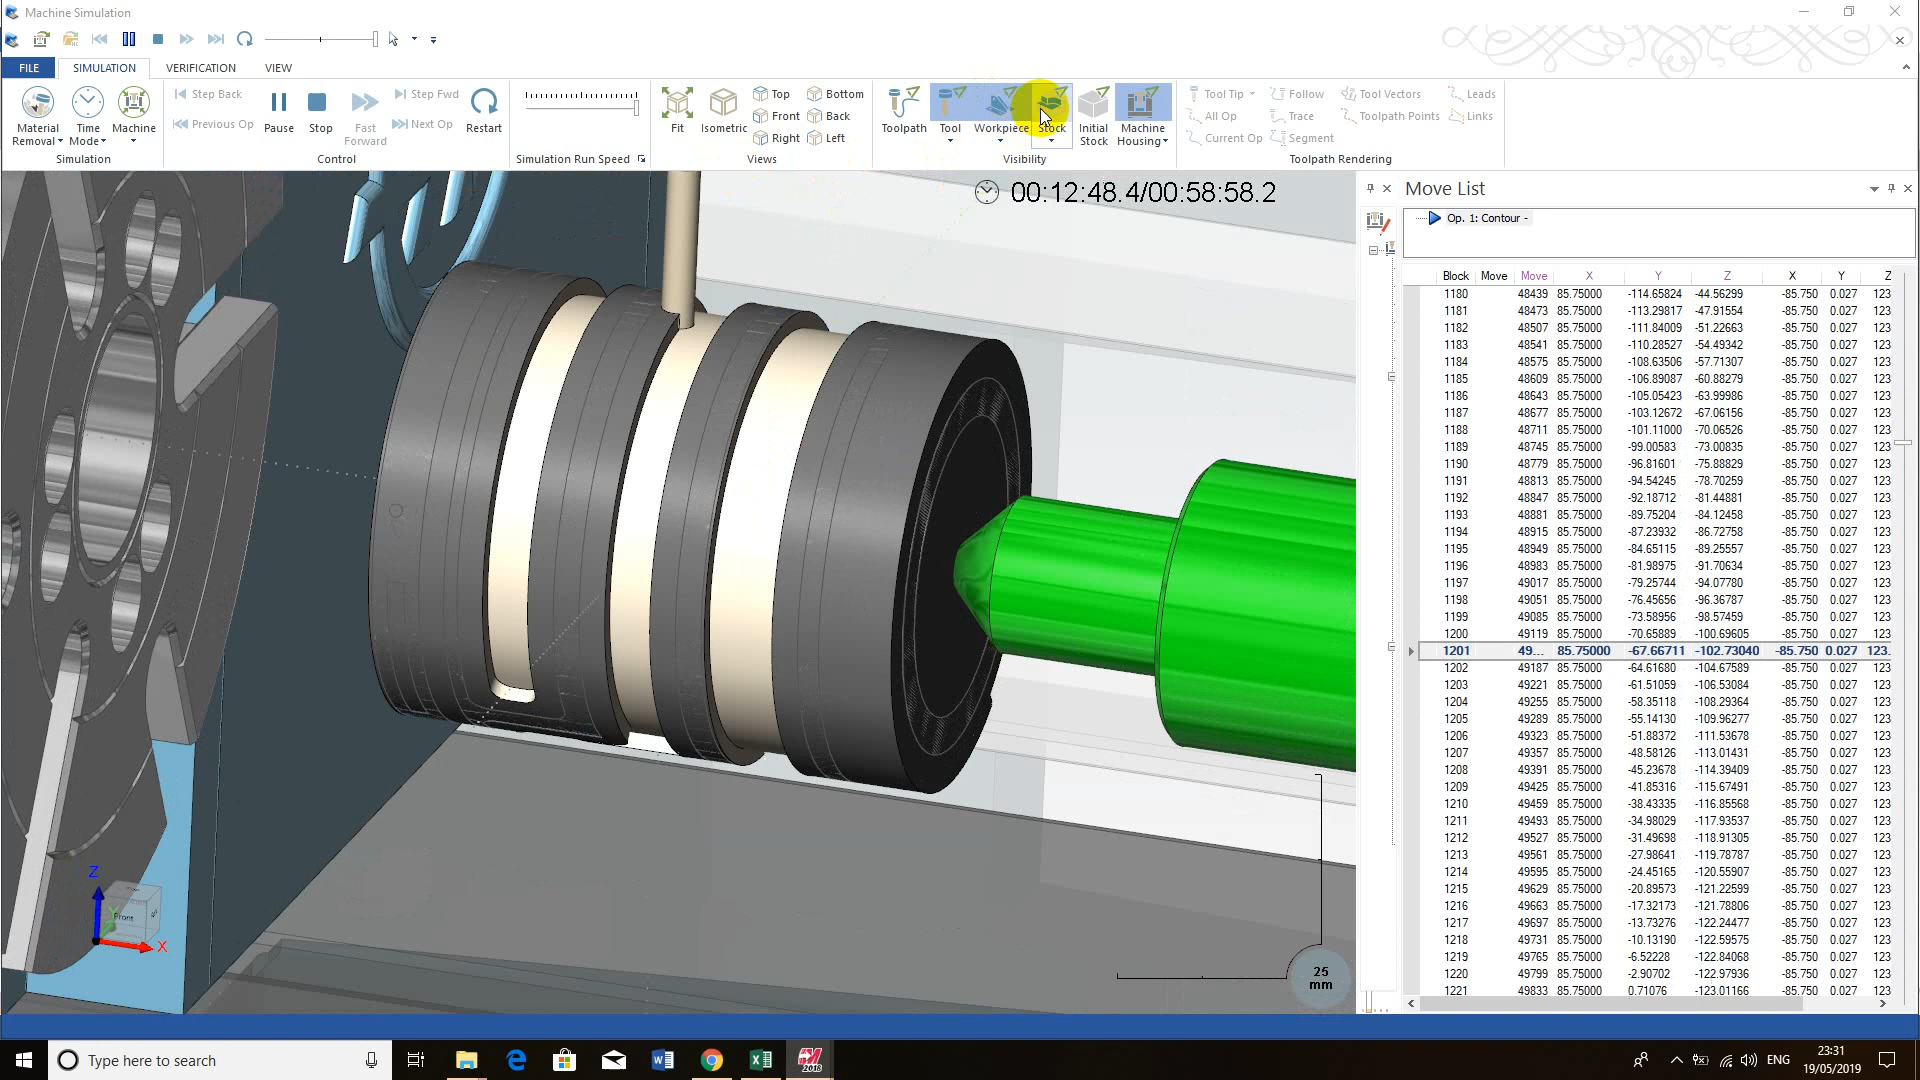 Machine Simulation
FILE SIMULATION VERIFICATION VIEW
Material Removal Time Mode Machine
Simulation
Step Back
Previous Op
Pause Stop Fast Forward
Step Fwd
Next Op
Restart
Control
Simulation Run Speed
Fit Isometric
Top Bottom
Front Back
Right Left
Views
Toolpath Tool Workpiece Stock Initial Stock Machine Housing
Visibility
Tool Tip Follow Tool Vectors Leads
All Op Trace Toolpath Points Links
Current Op Segment
Toolpath Rendering
00:12:48.4/00:58:58.2
Z
X
Front
25
mm
Move List
Op. 1: Contour -
Block Move Move X Y Z X Y Z
1180 48439 85.75000 -114.65824 -44.56299 -85.750 0.027 123
1181 48473 85.75000 -113.29817 -47.91554 -85.750 0.027 123
1182 48507 85.75000 -111.84009 -51.22663 -85.750 0.027 123
1183 48541 85.75000 -110.28527 -54.49342 -85.750 0.027 123
1184 48575 85.75000 -108.63506 -57.71307 -85.750 0.027 123
1185 48609 85.75000 -106.89087 -60.88279 -85.750 0.027 123
1186 48643 85.75000 -105.05423 -63.99986 -85.750 0.027 123
1187 48677 85.75000 -103.12672 -67.06156 -85.750 0.027 123
1188 48711 85.75000 -101.11000 -70.06526 -85.750 0.027 123
1189 48745 85.75000 -99.00583 -73.00835 -85.750 0.027 123
1190 48779 85.75000 -96.81601 -75.88829 -85.750 0.027 123
1191 48813 85.75000 -94.54245 -78.70259 -85.750 0.027 123
1192 48847 85.75000 -92.18712 -81.44881 -85.750 0.027 123
1193 48881 85.75000 -89.75204 -84.12458 -85.750 0.027 123
1194 48915 85.75000 -87.23932 -86.72758 -85.750 0.027 123
1195 48949 85.75000 -84.65115 -89.25557 -85.750 0.027 123
1196 48983 85.75000 -81.98975 -91.70634 -85.750 0.027 123
1197 49017 85.75000 -79.25744 -94.07780 -85.750 0.027 123
1198 49051 85.75000 -76.45656 -96.36787 -85.750 0.027 123
1199 49085 85.75000 -73.58956 -98.57459 -85.750 0.027 123
1200 49119 85.75000 -70.65889 -100.69605 -85.750 0.027 123
1201 49... 85.75000 -67.66711 -102.73040 -85.750 0.027 123.
1202 49187 85.75000 -64.61680 -104.67589 -85.750 0.027 123
1203 49221 85.75000 -61.51059 -106.53084 -85.750 0.027 123
1204 49255 85.75000 -58.35118 -108.29364 -85.750 0.027 123
1205 49289 85.75000 -55.14130 -109.96277 -85.750 0.027 123
1206 49323 85.75000 -51.88372 -111.53678 -85.750 0.027 123
1207 49357 85.75000 -48.58126 -113.01431 -85.750 0.027 123
1208 49391 85.75000 -45.23678 -114.39409 -85.750 0.027 123
1209 49425 85.75000 -41.85316 -115.67491 -85.750 0.027 123
1210 49459 85.75000 -38.43335 -116.85568 -85.750 0.027 123
1211 49493 85.75000 -34.98029 -117.93537 -85.750 0.027 123
1212 49527 85.75000 -31.49698 -118.91305 -85.750 0.027 123
1213 49561 85.75000 -27.98641 -119.78787 -85.750 0.027 123
1214 49595 85.75000 -24.45165 -120.55907 -85.750 0.027 123
1215 49629 85.75000 -20.89573 -121.22599 -85.750 0.027 123
1216 49663 85.75000 -17.32173 -121.78806 -85.750 0.027 123
1217 49697 85.75000 -13.73276 -122.24477 -85.750 0.027 123
1218 49731 85.75000 -10.13190 -122.59575 -85.750 0.027 123
1219 49765 85.75000 -6.52228 -122.84068 -85.750 0.027 123
1220 49799 85.75000 -2.90702 -122.97936 -85.750 0.027 123
1221 49833 85.75000 0.71076 -123.01166 -85.750 0.027 123
Type here to search
2018
ENG
23:31
19/05/2019